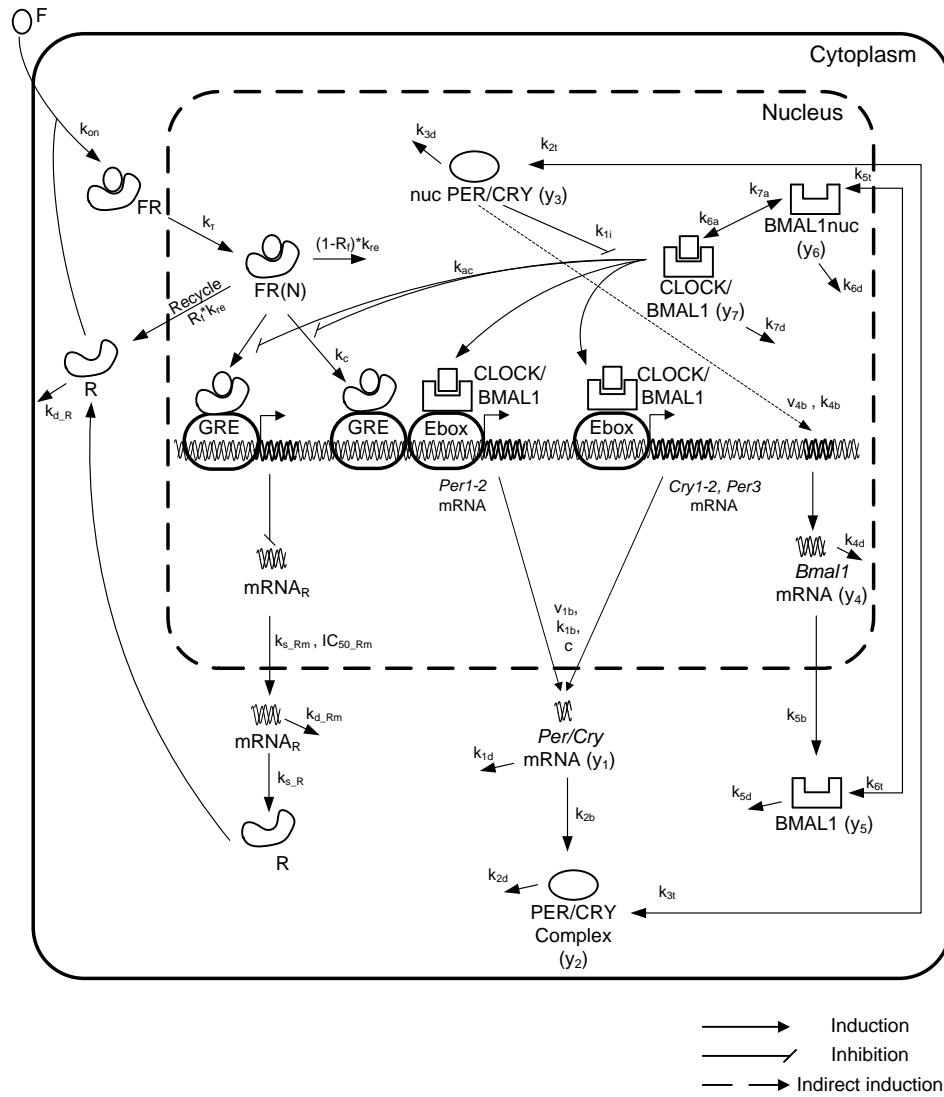 F
Cytoplasm
Nucleus
k_on
FR
k_r
(1-R_f)*k_re
FR(N)
Recycle
R_f*k_re
R
k_d_R
k_3d
k_2t
nuc PER/CRY (y_3)
k_1i
k_ac
k_6a
k_7a
k_5t
BMAL1nuc
(y_6)
k_6d
CLOCK/
BMAL1 (y_7)
k_7d
k_c
CLOCK/
BMAL1
CLOCK/
BMAL1
v_4b , k_4b
GRE
GRE
Ebox
Ebox
Per1-2
mRNA
Cry1-2, Per3
mRNA
mRNA_R
k_4d
Bmal1
mRNA (y_4)
v_1b,
k_1b,
c
k_s_Rm , IC_50_Rm
mRNA_R
k_d_Rm
k_s_R
R
Per/Cry
mRNA (y_1)
k_1d
k_2b
k_5b
k_5d
k_6t
BMAL1 (y_5)
k_2d
k_3t
PER/CRY
Complex
(y_2)
Induction
Inhibition
Indirect induction